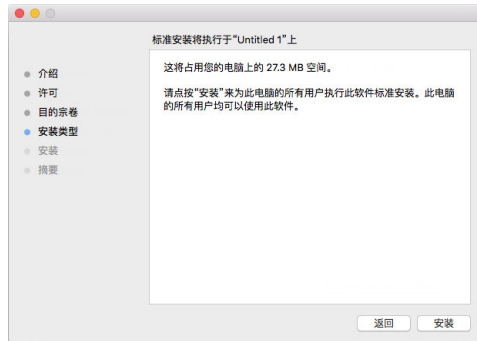 标准安装将执行于“Untitled 1”上
介绍
许可
目的宗卷
安装类型
安装
摘要
这将占用您的电脑上的 27.3 MB 空间。
请点按“安装”来为此电脑的所有用户执行此软件标准安装。此电脑
的所有用户均可以使用此软件。
返回
安装